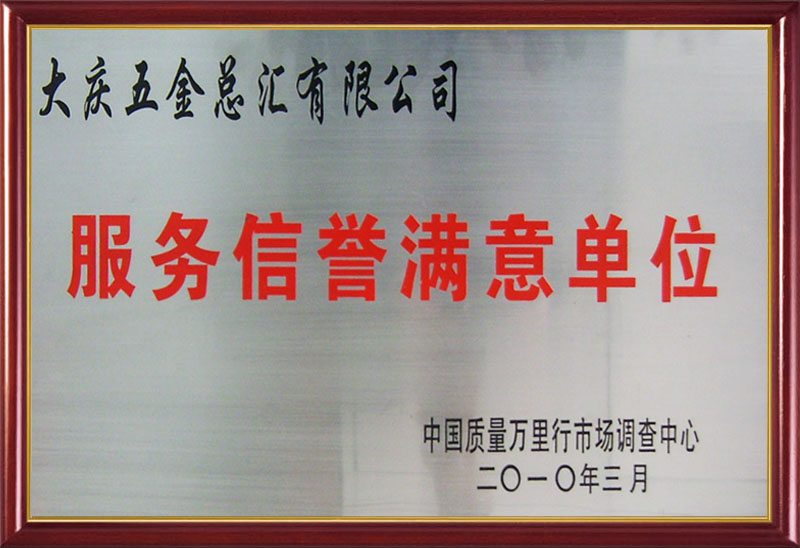 大庆五金总汇有限公司
服务信誉满意单位
中国质量万里行市场调查中心
二〇一〇年三月